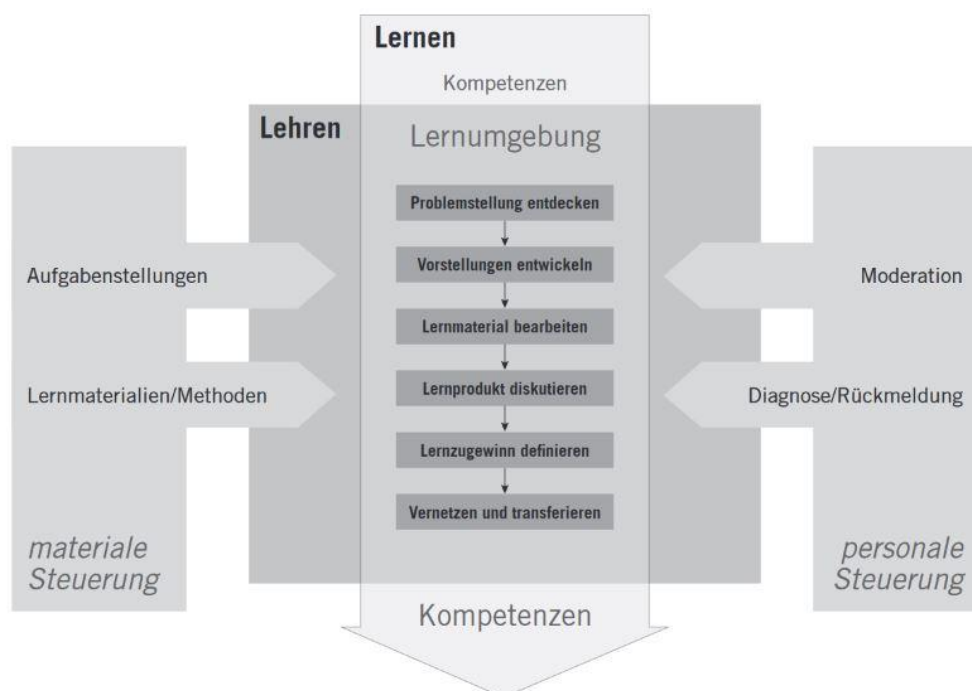 Lernen
Kompetenzen
Lehren
Lernumgebung
Problemstellung entdecken
Vorstellungen entwickeln
Aufgabenstellungen
Moderation
Lernmaterial bearbeiten
Lernprodukt diskutieren
Lernmaterialien/Methoden
Diagnose/Rückmeldung
Lernzugewinn definieren
Vernetzen und transferieren
materiale
Steuerung
personale
Steuerung
Kompetenzen